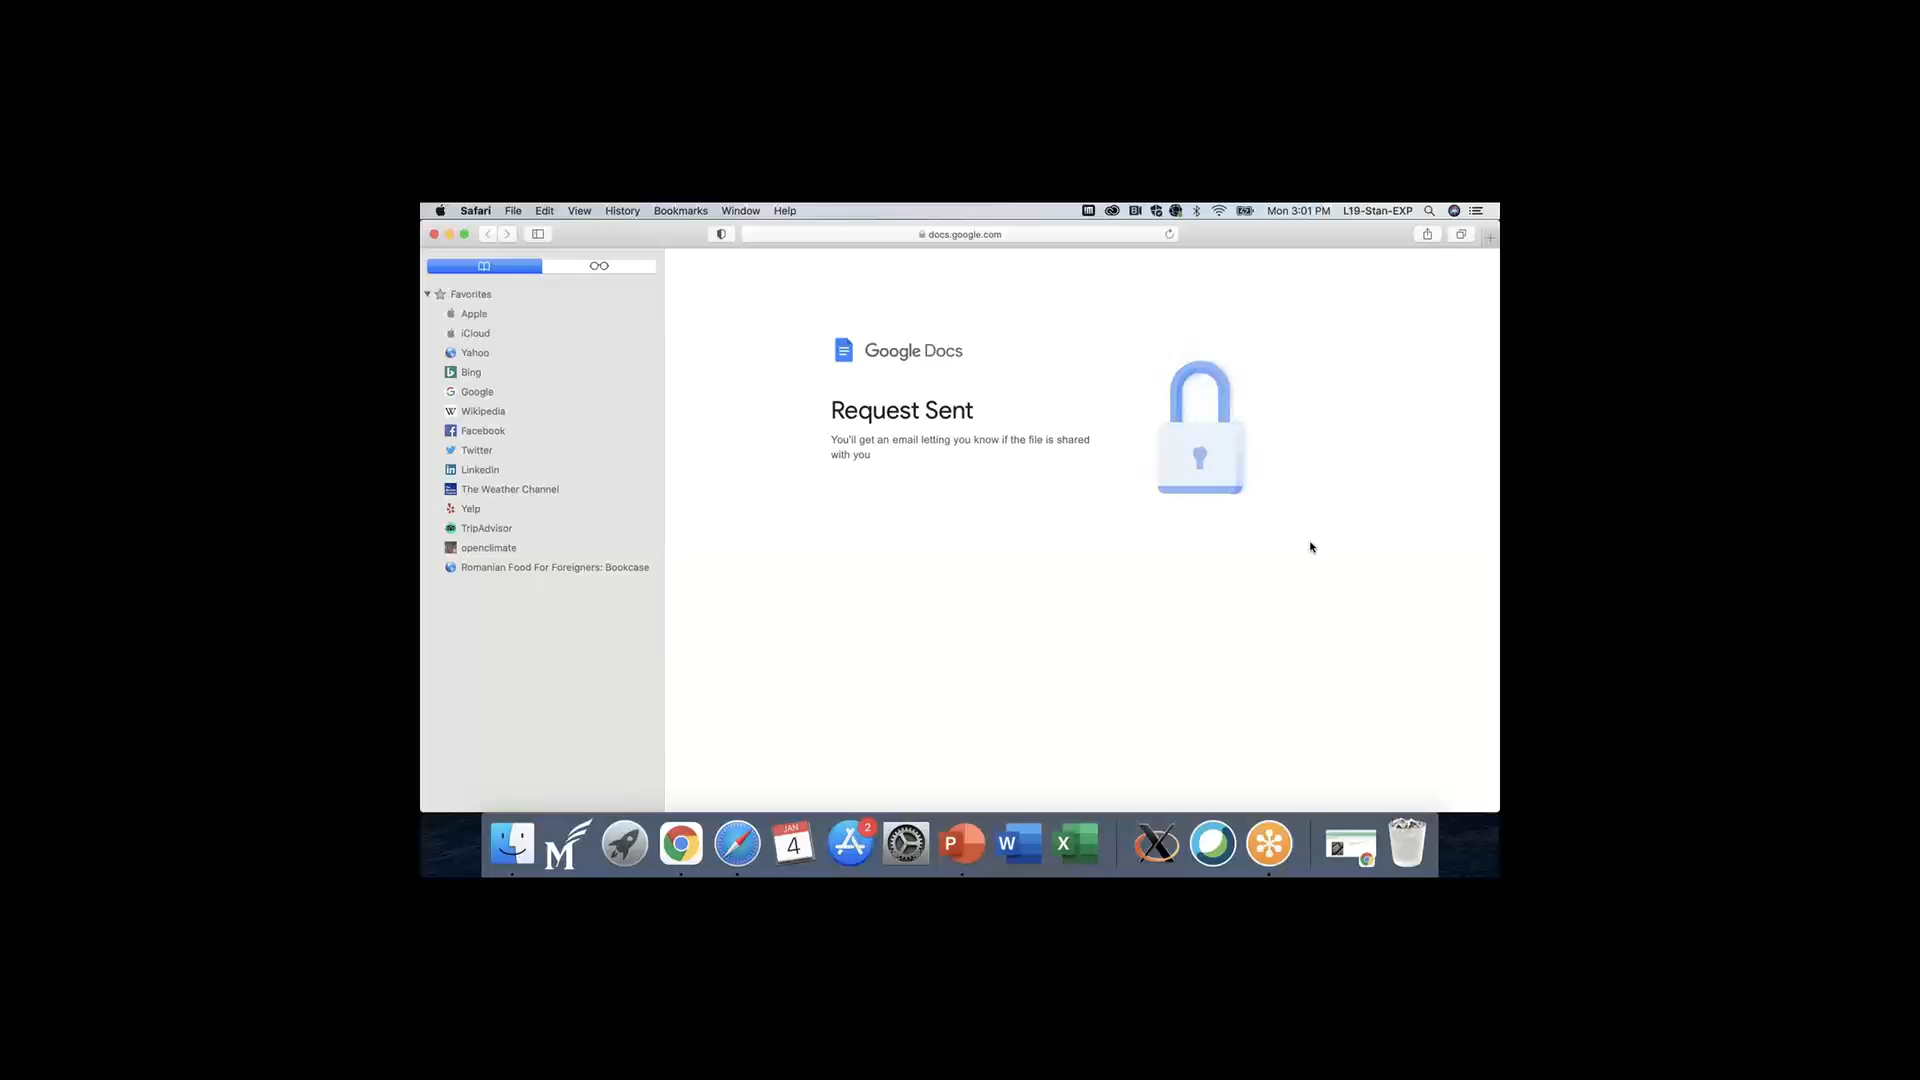 Safari File Edit View History Bookmarks Window Help Mon 3:01 PM L19-Stan-EXP
docs.google.com
Favorites
Apple
iCloud
Yahoo
Bing
Google
Wikipedia
Facebook
Twitter
LinkedIn
The Weather Channel
Yelp
TripAdvisor
openclimate
Romanian Food For Foreigners: Bookcase
Google Docs
Request Sent
You'll get an email letting you know if the file is shared
with you
M JAN 4 2 P W X X